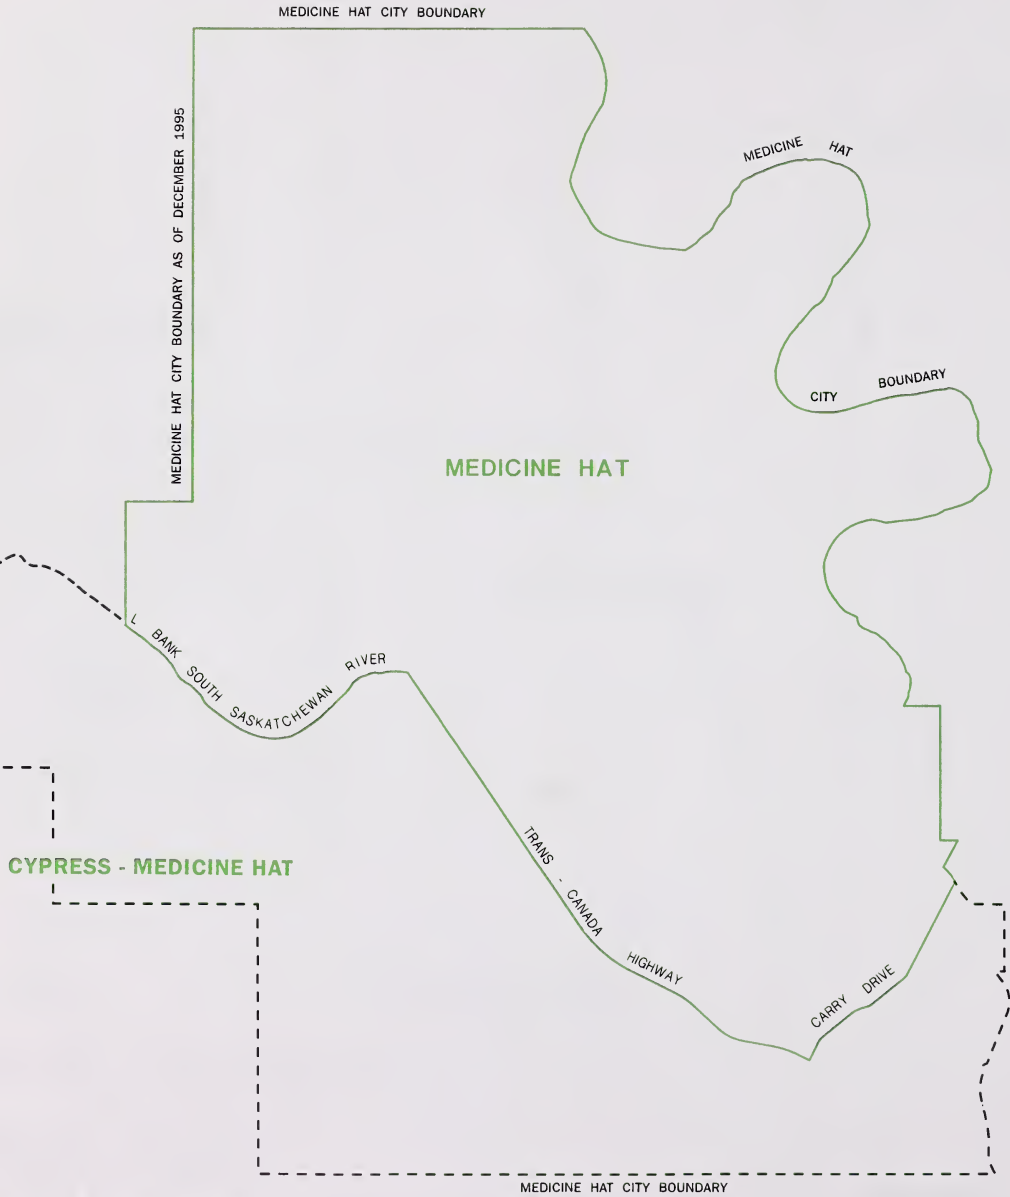 MEDICINE HAT CITY BOUNDARY
MEDICINE HAT CITY BOUNDARY AS OF DECEMBER 1995
MEDICINE HAT
CITY BOUNDARY
MEDICINE HAT
L BANK SOUTH SASKATCHEWAN RIVER
TRANS - CANADA HIGHWAY
CYPRESS - MEDICINE HAT
CARRY DRIVE
MEDICINE HAT CITY BOUNDARY